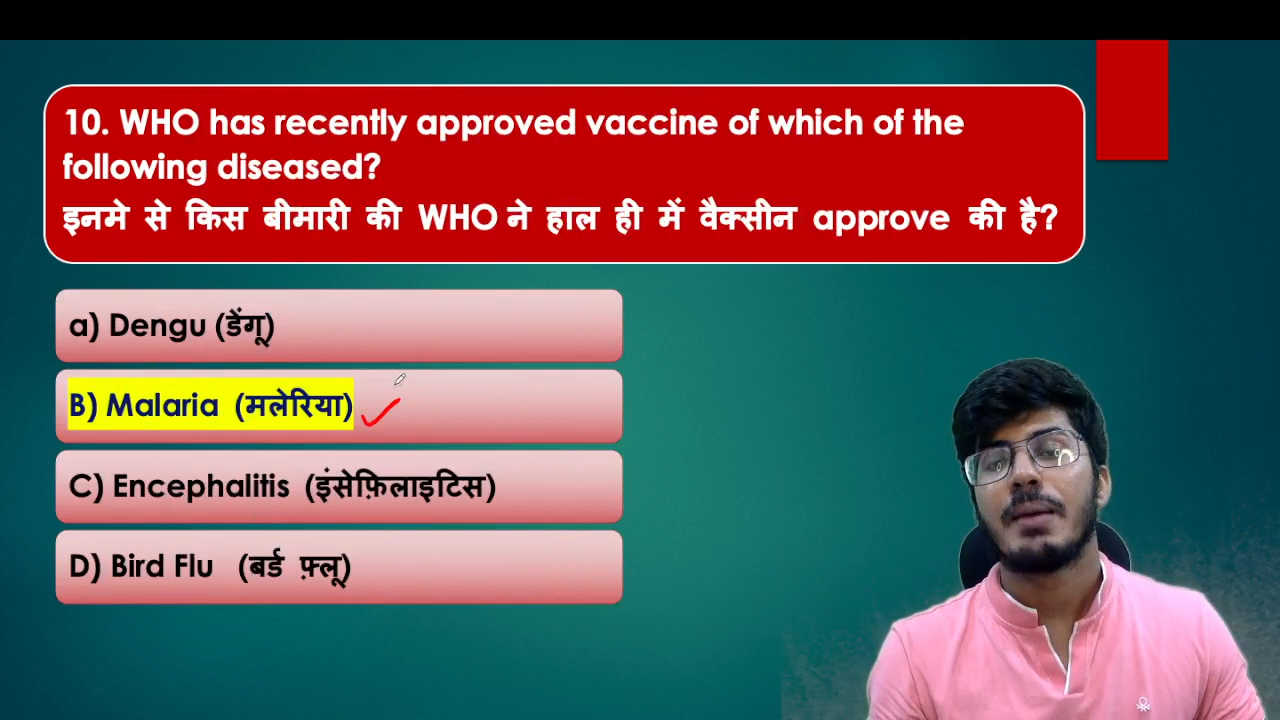 10. WHO has recently approved vaccine of which of the
following diseased?
इनमे से किस बीमारी की WHO ने हाल ही में वैक्सीन approve की है?
a) Dengu (डेंगू)
B) Malaria (मलेरिया)
C) Encephalitis (इंसेफ़िलाइटिस)
D) Bird Flu (बर्ड फ़्लू)